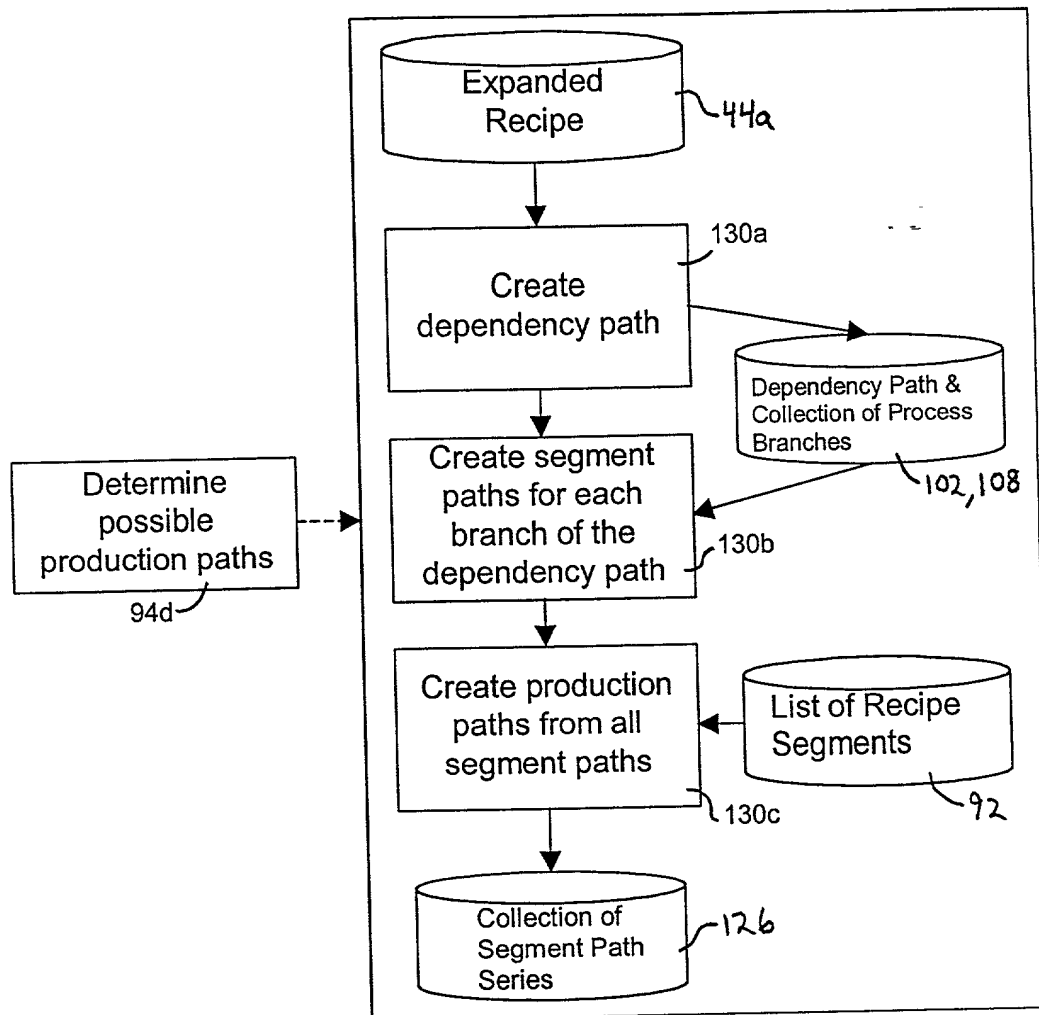 Expanded
Recipe
44a
130a
Create
dependency path
Dependency Path &
Collection of Process
Branches
102, 108
Determine
possible
production paths
94d
Create segment
paths for each
branch of the
dependency path
130b
Create production
paths from all
segment paths
130c
List of Recipe
Segments
92
Collection of
Segment Path
Series
126